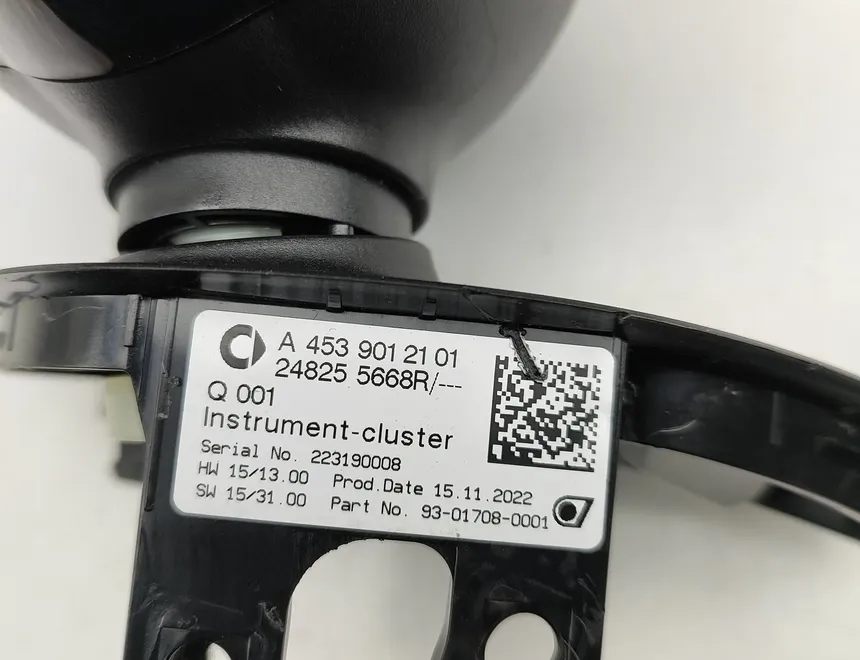 A 453 901 21 01
24825 5668R/---
Q 001
Instrument-cluster
Serial No. 223190008
HW 15/13.00 Prod.Date 15.11.2022
SW 15/31.00 Part No. 93-01708-0001